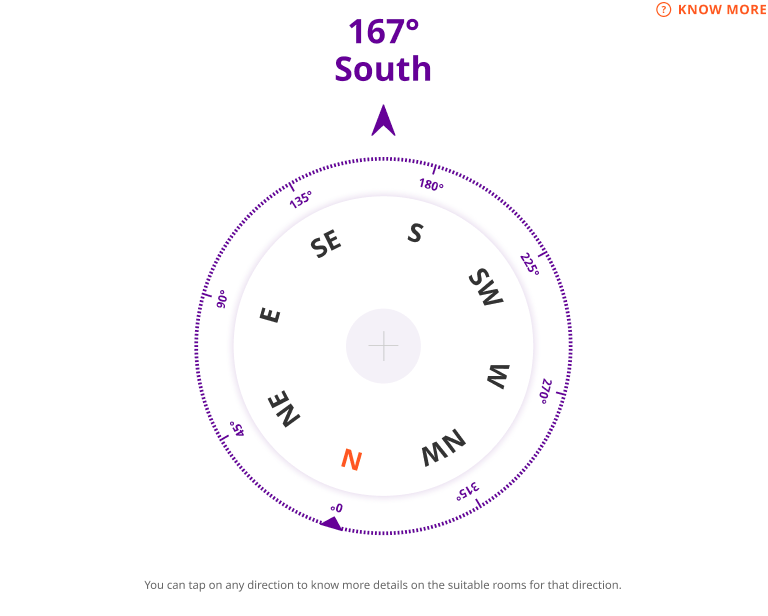 ? KNOW MORE
167°
South
180°
135°
S
SE
225°
SW
90°
E
W
270°
NE
45°
NW
N
315°
0°
You can tap on any direction to know more details on the suitable rooms for that direction.